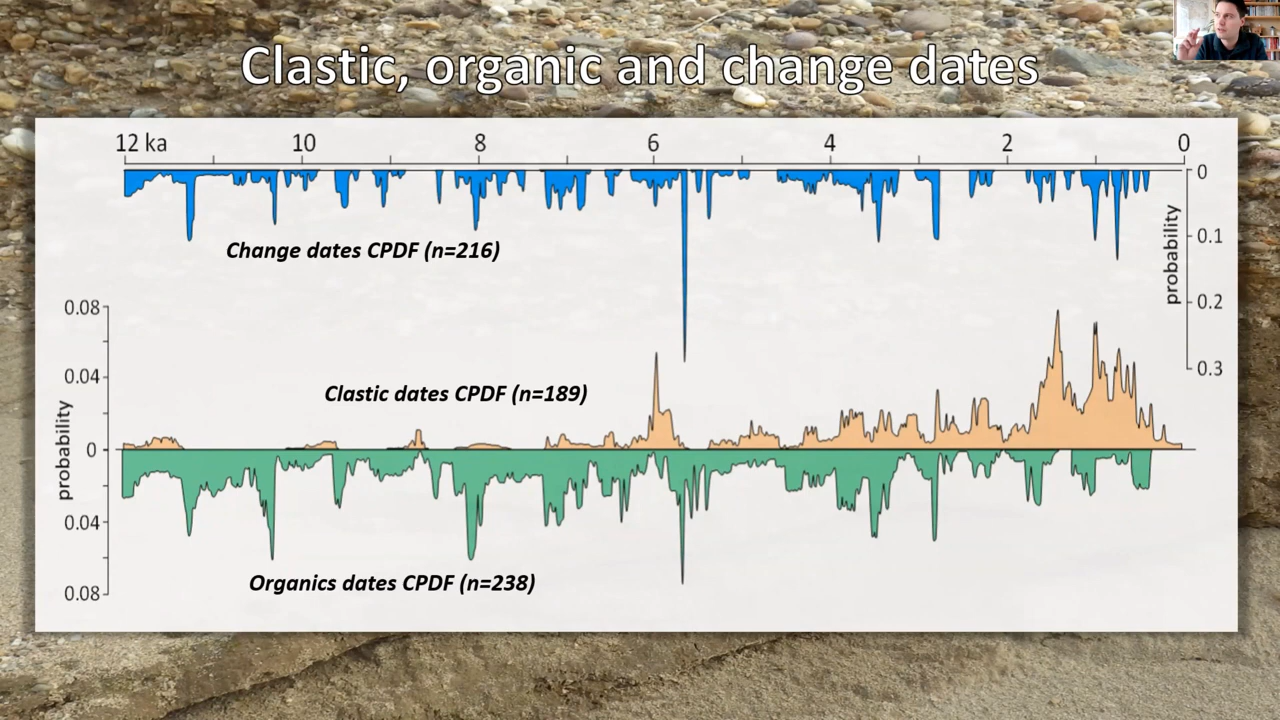 Clastic, organic and change dates
12 ka 10 8 6 4 2 0
0
0.1
0.2
0.3
probability
Change dates CPDF (n=216)
0.08
0.04
0
0.04
0.08
probability
Clastic dates CPDF (n=189)
Organics dates CPDF (n=238)